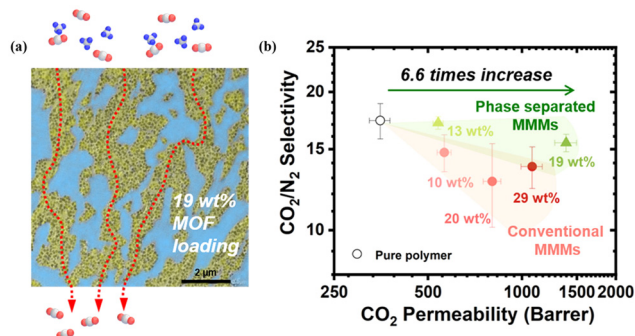 (a)
19 wt%
MOF
loading
2 μm
(b)
CO₂/N₂ Selectivity
25
20
15
10
6.6 times increase
Phase separated
MMMs
13 wt%
19 wt%
10 wt%
29 wt%
20 wt%
Conventional
MMMs
Pure polymer
500
1000
1500
2000
CO₂ Permeability (Barrer)